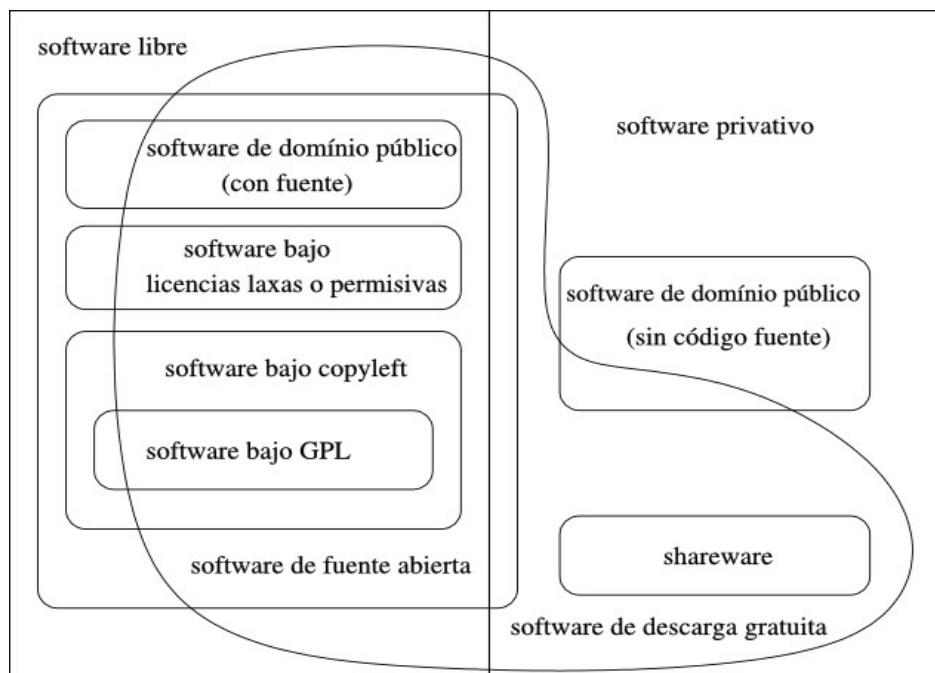 software libre
software privativo
software de domínio público
(con fuente)
software bajo
licencias laxas o permisivas
software de domínio público
(sin código fuente)
software bajo copyleft
software bajo GPL
software de fuente abierta
shareware
software de descarga gratuita